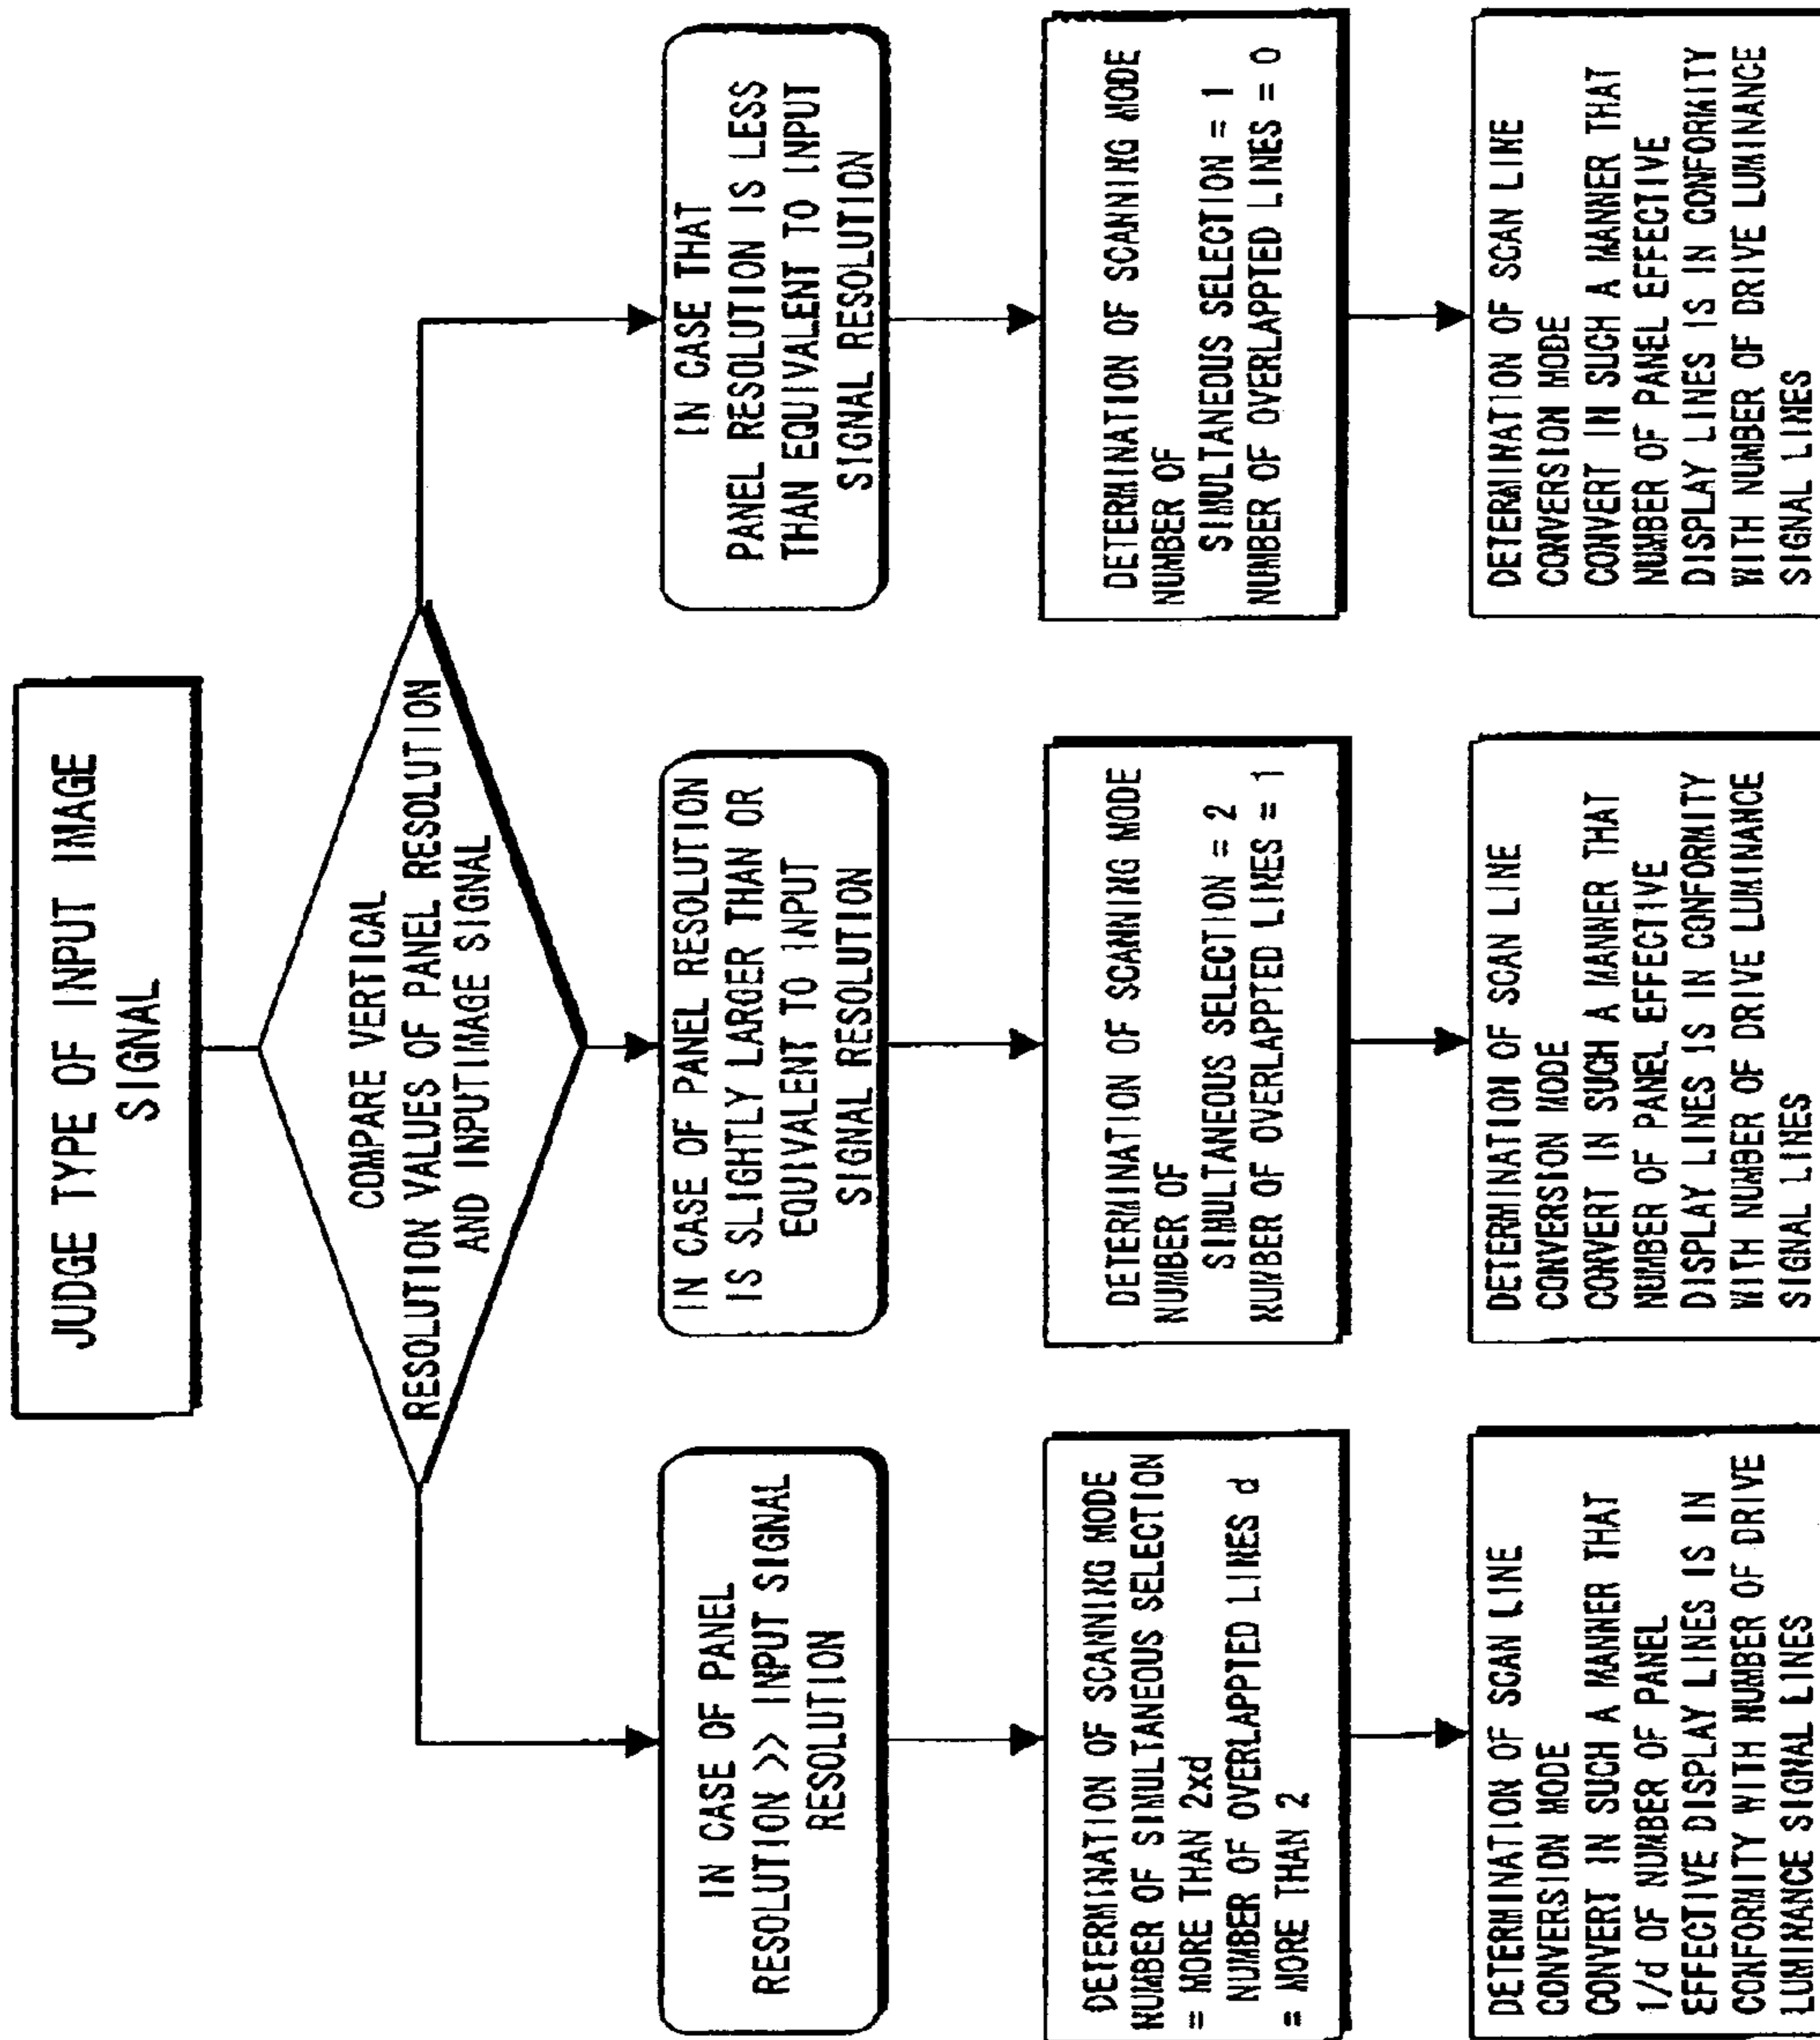 JUDGE TYPE OF INPUT IMAGE
SIGNAL
COMPARE VERTICAL
RESOLUTION VALUES OF PANEL RESOLUTION
AND INPUTIMAGE SIGNAL
IN CASE OF PANEL
RESOLUTION >> INPUT SIGNAL
RESOLUTION
DETERMINATION OF SCANNING MODE
NUMBER OF SIMULTANEOUS SELECTION
= MORE THAN 2xd
NUMBER OF OVERLAPPTED LINES d
= MORE THAN 2
DETERMINATION OF SCAN LINE
CONVERSION MODE
CONVERT IN SUCH A MANNER THAT
1/d OF NUMBER OF PANEL
EFFECTIVE DISPLAY LINES IS IN
CONFORMITY WITH NUMBER OF DRIVE
LUMINANCE SIGNAL LINES
IN CASE OF PANEL RESOLUTION
IS SLIGHTLY LARGER THAN OR
EQUIVALENT TO INPUT
SIGNAL RESOLUTION
DETERMINATION OF SCANNING MODE
NUMBER OF
SIMULTANEOUS SELECTION = 2
NUMBER OF OVERLAPPTED LINES = 1
DETERMINATION OF SCAN LINE
CONVERSION MODE
CONVERT IN SUCH A MANNER THAT
NUMBER OF PANEL EFFECTIVE
DISPLAY LINES IS IN CONFORMITY
WITH NUMBER OF DRIVE LUMINANCE
SIGNAL LINES
IN CASE THAT
PANEL RESOLUTION IS LESS
THAN EQUIVALENT TO INPUT
SIGNAL RESOLUTION
DETERMINATION OF SCANNING MODE
NUMBER OF
SIMULTANEOUS SELECTION = 1
NUMBER OF OVERLAPPTED LINES = 0
DETERMINATION OF SCAN LINE
CONVERSION MODE
CONVERT IN SUCH A MANNER THAT
NUMBER OF PANEL EFFECTIVE
DISPLAY LINES IS IN CONFORMITY
WITH NUMBER OF DRIVE LUMINANCE
SIGNAL LINES